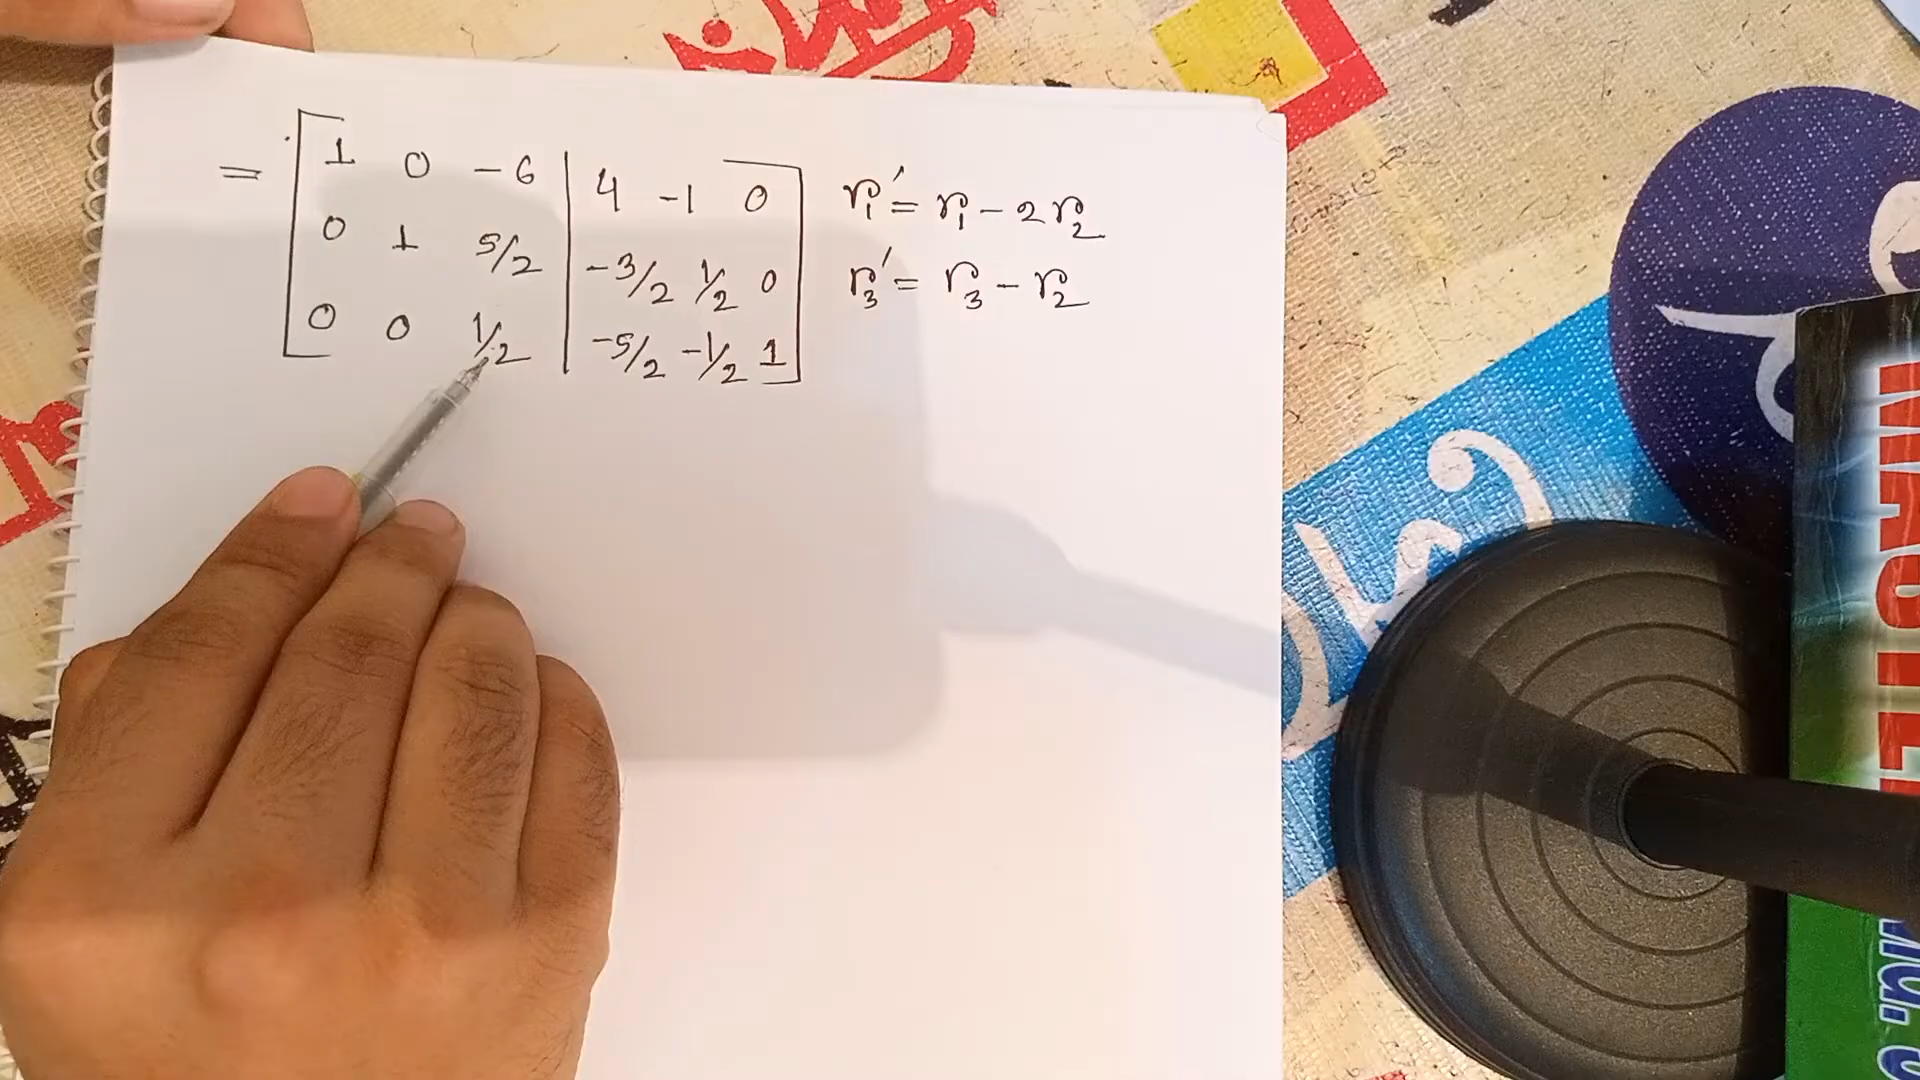 = [ 1 0 -6 | 4 -1 0 ] r₁′ = r₁ - 2r₂
0 1 5/2 | -3/2 1/2 0 r₃′ = r₃ - r₂
0 0 1/2 | -5/2 -1/2 1